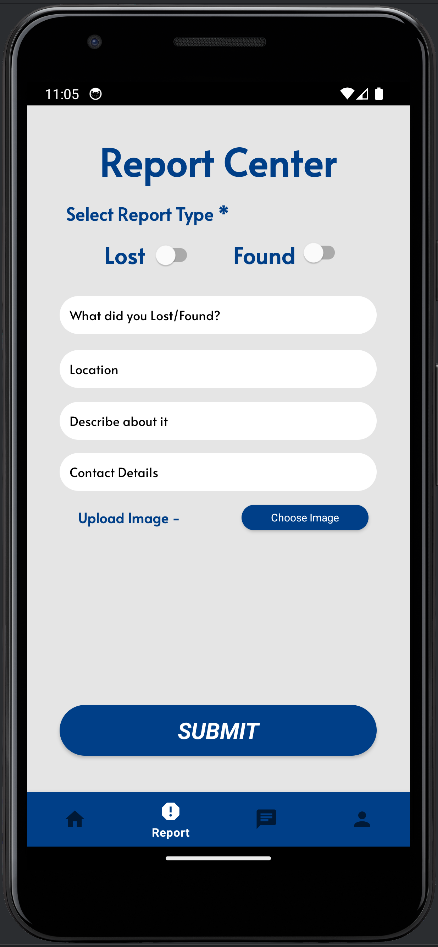 11:05
Report Center
Select Report Type *
Lost Found
What did you Lost/Found?
Location
Describe about it
Contact Details
Upload Image - Choose Image
SUBMIT
Report